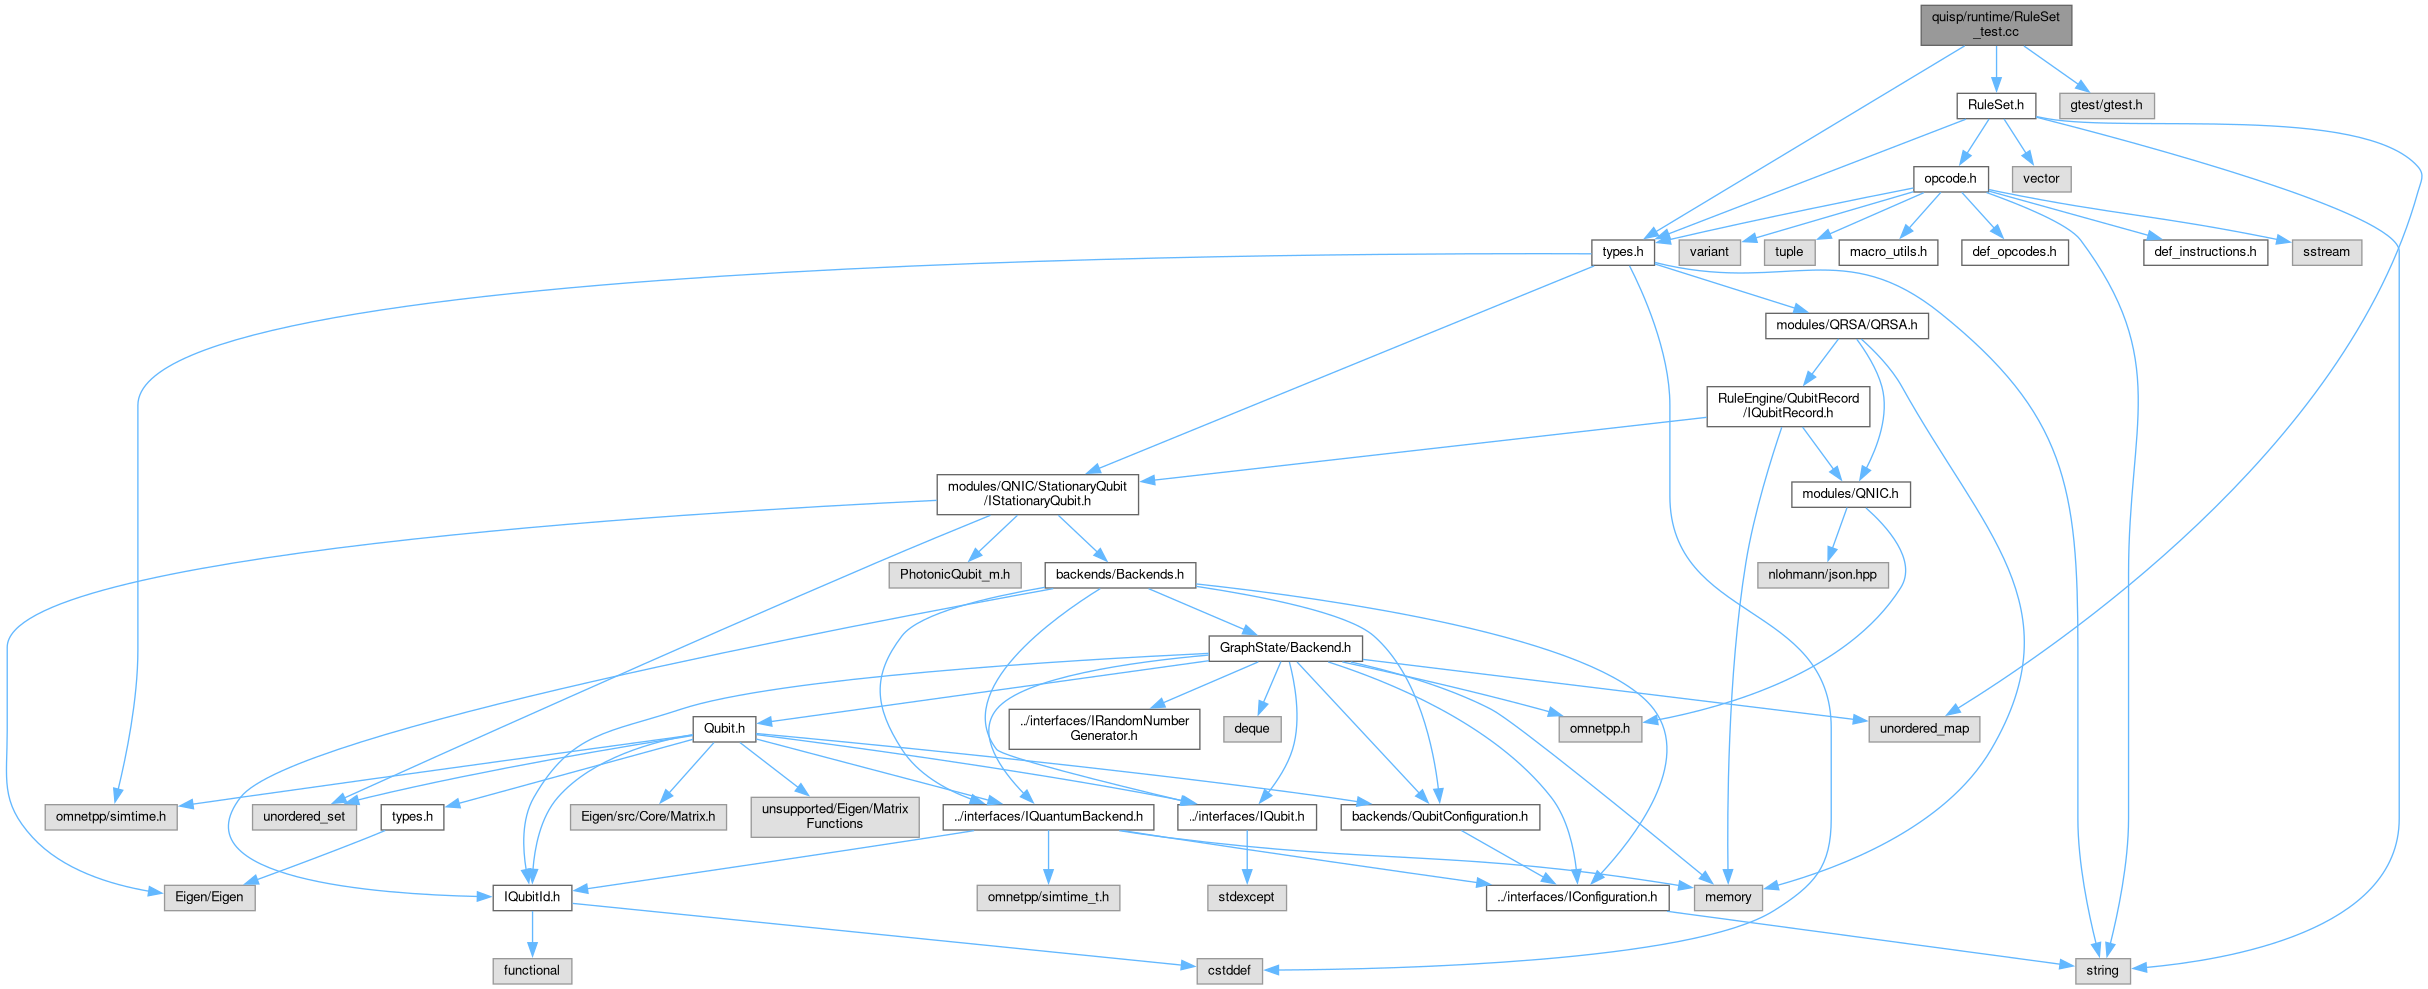 quisp/runtime/RuleSet
_test.cc
RuleSet.h
gtest/gtest.h
opcode.h
vector
types.h
variant
tuple
macro_utils.h
def_opcodes.h
def_instructions.h
sstream
modules/QRSA/QRSA.h
RuleEngine/QubitRecord
/IQubitRecord.h
modules/QNIC/StationaryQubit
/IStationaryQubit.h
modules/QNIC.h
PhotonicQubit_m.h
backends/Backends.h
nlohmann/json.hpp
GraphState/Backend.h
Qubit.h
../interfaces/IRandomNumber
Generator.h
deque
omnetpp.h
unordered_map
omnetpp/simtime.h
unordered_set
types.h
Eigen/src/Core/Matrix.h
unsupported/Eigen/Matrix
Functions
../interfaces/IQuantumBackend.h
../interfaces/IQubit.h
backends/QubitConfiguration.h
Eigen/Eigen
IQubitId.h
omnetpp/simtime_t.h
stdexcept
../interfaces/IConfiguration.h
memory
functional
cstddef
string